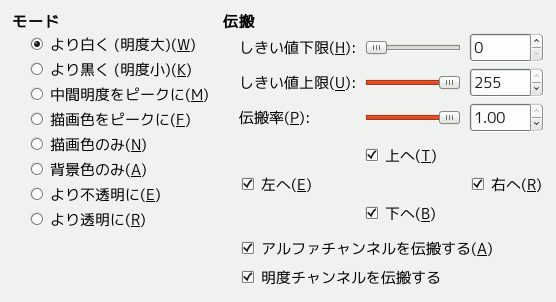 モード
より白く (明度大)(W)
より黒く (明度小)(K)
中間明度をピークに(M)
描画色をピークに(F)
描画色のみ(N)
背景色のみ(A)
より不透明に(E)
より透明に(R)
伝搬
しきい値下限(H): 0
しきい値上限(U): 255
伝搬率(P): 1.00
上へ(T)
左へ(E) 右へ(R)
下へ(B)
アルファチャンネルを伝搬する(A)
明度チャンネルを伝搬する